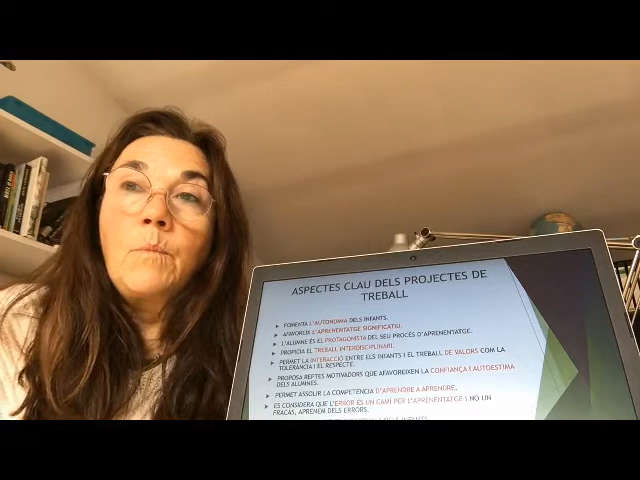 ASPECTES CLAU DELS PROJECTES DE
TREBALL
FOMENTA L'AUTONOMIA DELS INFANTS.
AFAVOREIX L'APRENENTATGE SIGNIFICATIU.
L'ALUMNE ÉS EL PROTAGONISTA DEL SEU PROCÉS D'APRENENTATGE.
PROPICIA EL TREBALL INTERDISCIPLINARI.
PERMET LA INTERACCIÓ ENTRE ELS INFANTS I EL TREBALL DE VALORS COM LA
TOLERÀNCIA I EL RESPECTE.
PROPOSA REPTES MOTIVADORS QUE AFAVOREIXEN LA CONFIANÇA I AUTOESTIMA
DELS ALUMNES.
PERMET ASSOLIR LA COMPETÈNCIA D'APRENDRE A APRENDRE.
ES CONSIDERA QUE L'ERROR ÉS UN CAMÍ PER L'APRENENTATGE I NO UN
FRACÀS, APRENEM DELS ERRORS.